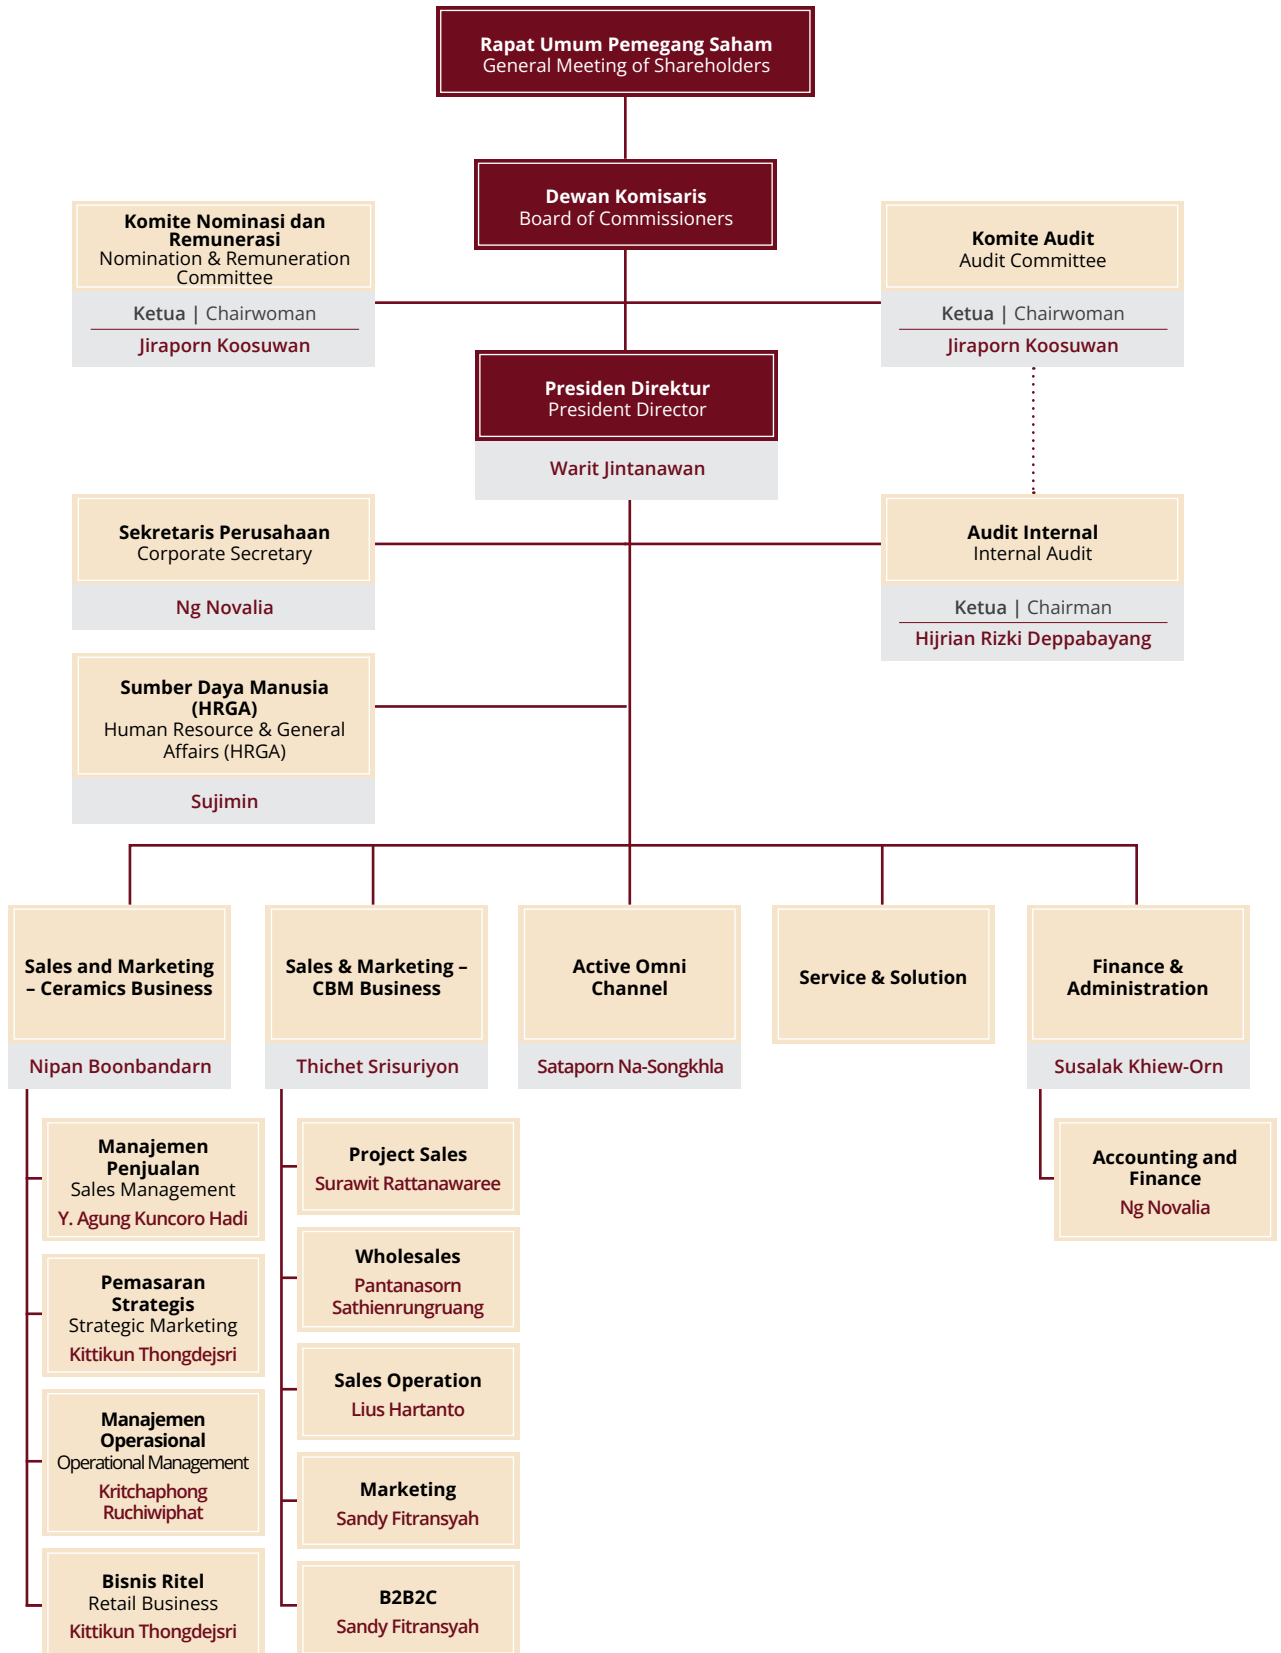 Rapat Umum Pemegang Saham
General Meeting of Shareholders
Dewan Komisaris
Board of Commissioners
Komite Nominasi dan
Remunerasi
Nomination & Remuneration
Committee
Ketua | Chairwoman
Jiraporn Koosuwan
Komite Audit
Audit Committee
Ketua | Chairwoman
Jiraporn Koosuwan
Presiden Direktur
President Director
Warit Jintanawan
Sekretaris Perusahaan
Corporate Secretary
Ng Novalia
Audit Internal
Internal Audit
Ketua | Chairman
Hijrian Rizki Deppabayang
Sumber Daya Manusia
(HRGA)
Human Resource & General
Affairs (HRGA)
Sujimin
Sales and Marketing
– Ceramics Business
Nipan Boonbandarn
Sales & Marketing –
CBM Business
Thichet Srisuriyon
Active Omni
Channel
Sataporn Na-Songkhla
Service & Solution
Finance &
Administration
Susalak Khiew-Orn
Manajemen
Penjualan
Sales Management
Y. Agung Kuncoro Hadi
Pemasaran
Strategis
Strategic Marketing
Kittikun Thongdejsri
Manajemen
Operasional
Operational Management
Kritchaphong
Ruchiwiphat
Bisnis Ritel
Retail Business
Kittikun Thongdejsri
Project Sales
Surawit Rattanawaree
Wholesales
Pantanasorn
Sathienrungruang
Sales Operation
Lius Hartanto
Marketing
Sandy Fitransyah
B2B2C
Sandy Fitransyah
Accounting and
Finance
Ng Novalia